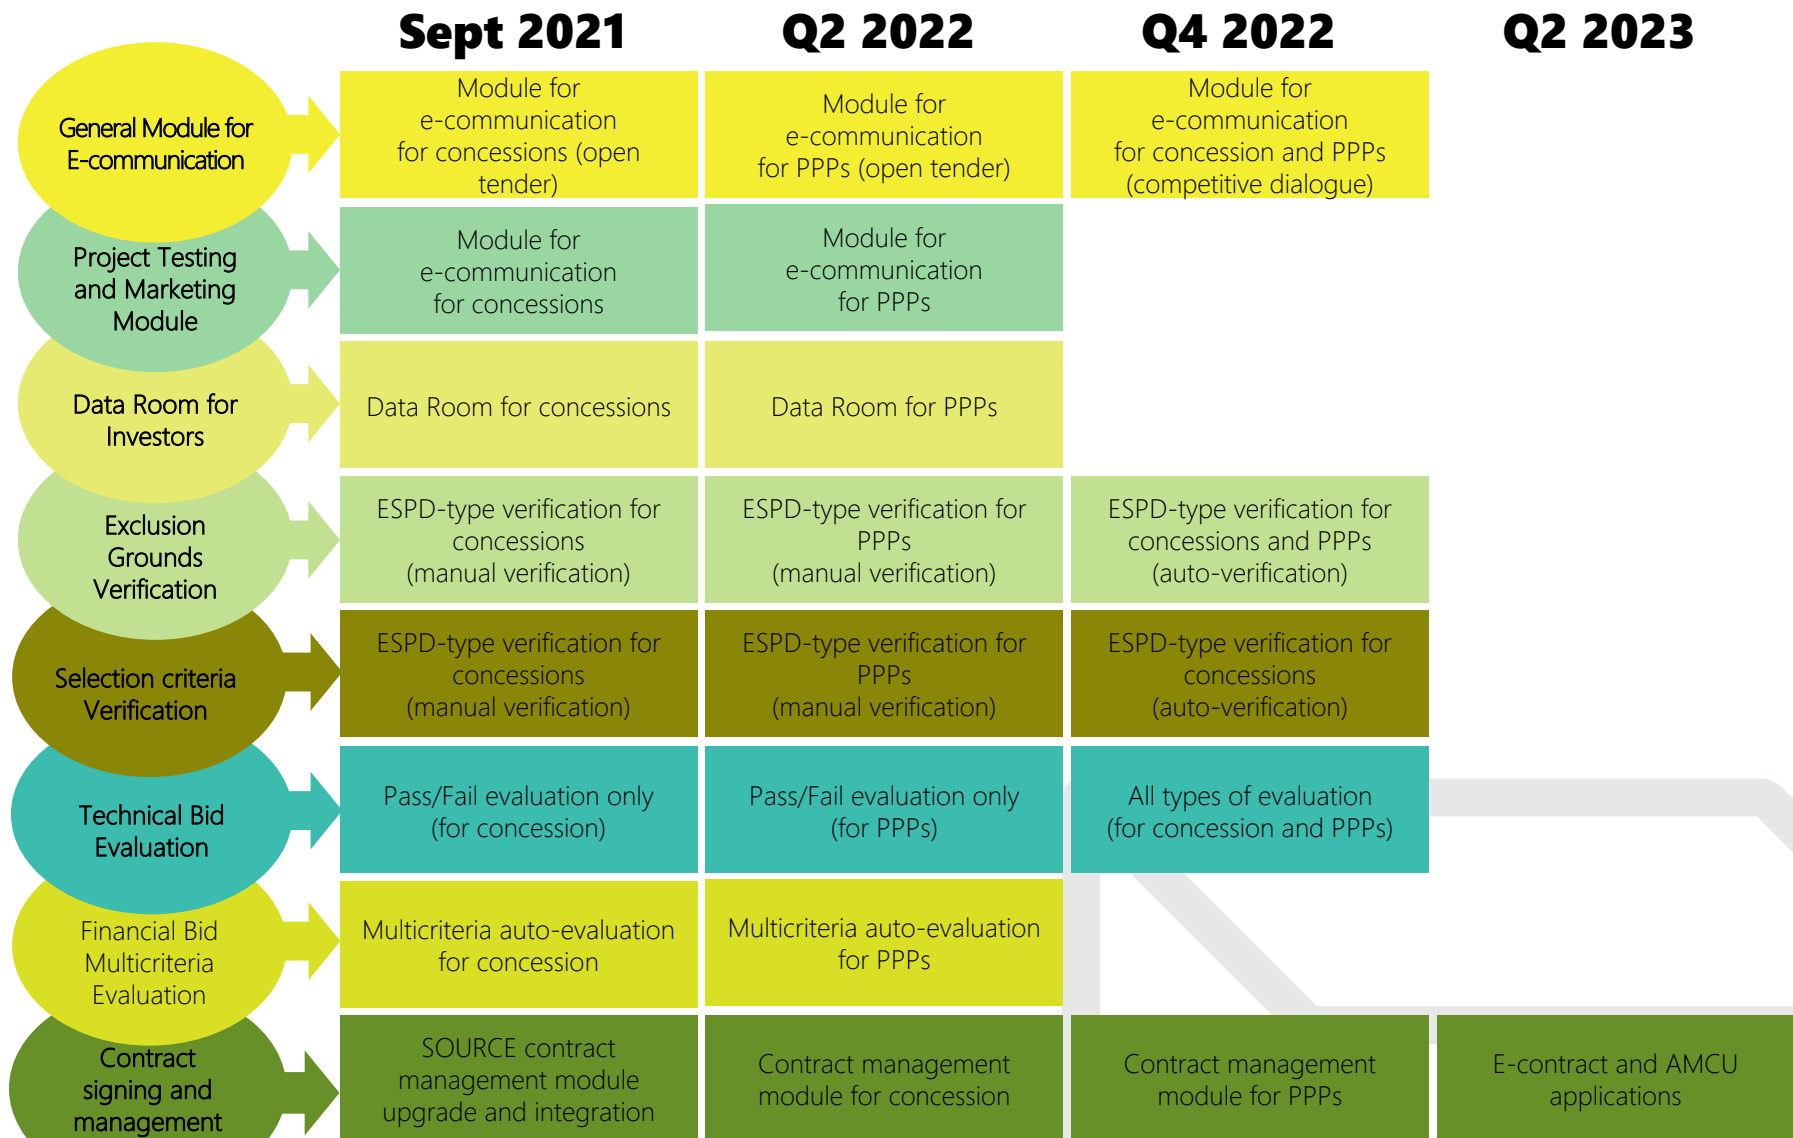 Sept 2021
Q2 2022
Q4 2022
Q2 2023
General Module for
E-communication
Module for
e-communication
for concessions (open
tender)
Module for
e-communication
for PPPs (open tender)
Module for
e-communication
for concession and PPPs
(competitive dialogue)
Project Testing
and Marketing
Module
Module for
e-communication
for concessions
Module for
e-communication
for PPPs
Data Room for
Investors
Data Room for concessions
Data Room for PPPs
Exclusion
Grounds
Verification
ESPD-type verification for
concessions
(manual verification)
ESPD-type verification for
PPPs
(manual verification)
ESPD-type verification for
concessions and PPPs
(auto-verification)
Selection criteria
Verification
ESPD-type verification for
concessions
(manual verification)
ESPD-type verification for
PPPs
(manual verification)
ESPD-type verification for
concessions
(auto-verification)
Technical Bid
Evaluation
Pass/Fail evaluation only
(for concession)
Pass/Fail evaluation only
(for PPPs)
All types of evaluation
(for concession and PPPs)
Financial Bid
Multicriteria
Evaluation
Multicriteria auto-evaluation
for concession
Multicriteria auto-evaluation
for PPPs
Contract
signing and
management
SOURCE contract
management module
upgrade and integration
Contract management
module for concession
Contract management
module for PPPs
E-contract and AMCU
applications